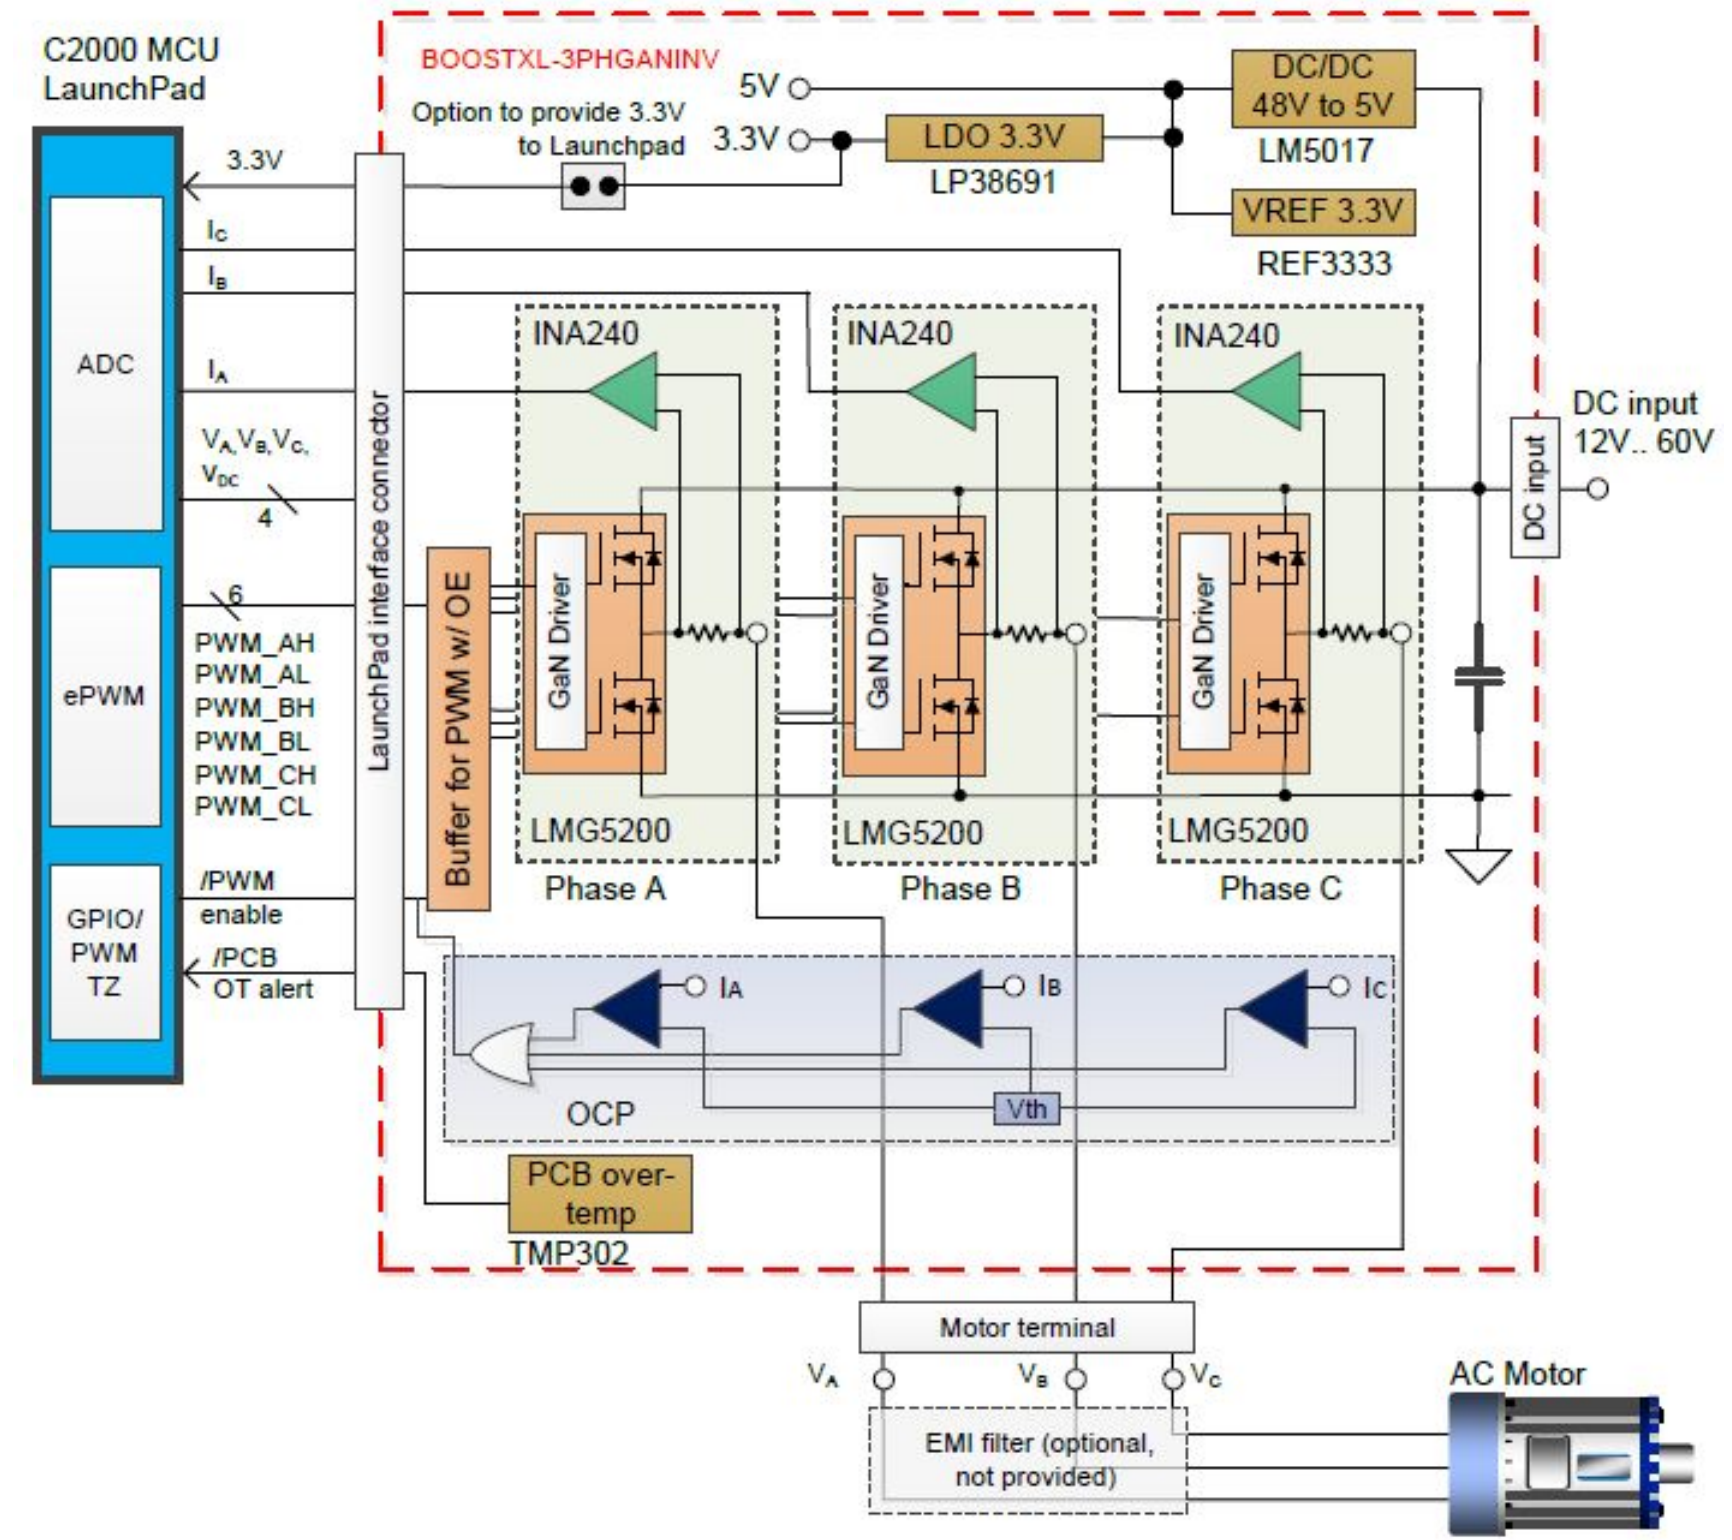 C2000 MCU
LaunchPad
BOOSTXL-3PHGANINV
Option to provide 3.3V
to Launchpad
5V
3.3V
LDO 3.3V
LP38691
DC/DC
48V to 5V
LM5017
VREF 3.3V
REF3333
3.3V
IC
IB
IA
VA,VB,VC,
VDC
4
ADC
6
PWM_AH
PWM_AL
PWM_BH
PWM_BL
PWM_CH
PWM_CL
ePWM
/PWM
enable
/PCB
OT alert
GPIO/
PWM
TZ
LaunchPad interface connector
Buffer for PWM w/ OE
INA240
GaN Driver
LMG5200
Phase A
INA240
GaN Driver
LMG5200
Phase B
INA240
GaN Driver
LMG5200
Phase C
DC input
DC input
12V.. 60V
IA
IB
IC
Vth
OCP
PCB over-
temp
TMP302
Motor terminal
VA
VB
VC
EMI filter (optional,
not provided)
AC Motor